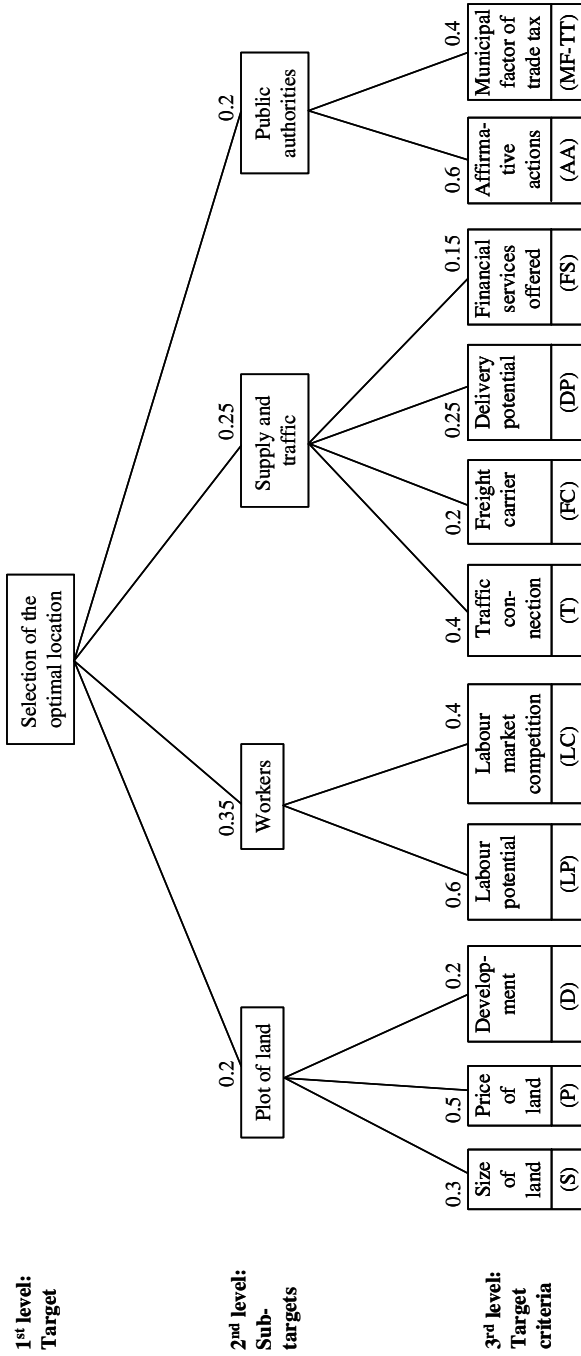 1st level:
Target
Selection of the
optimal location
2nd level:
Sub-
targets
0.2
Plot of land
0.35
Workers
0.25
Supply and
traffic
0.2
Public
authorities
3rd level:
Target
criteria
0.3
Size
of
land
(S)
0.5
Price
of
land
(P)
0.2
Develop-
ment
(D)
0.6
Labour
potential
(LP)
0.4
Labour
market
competition
(LC)
0.4
Traffic
con-
nection
(T)
0.2
Freight
carrier
(FC)
0.25
Delivery
potential
(DP)
0.15
Financial
services
offered
(FS)
0.6
Affirma-
tive
actions
(AA)
0.4
Municipal
factor of
trade tax
(MF-TT)